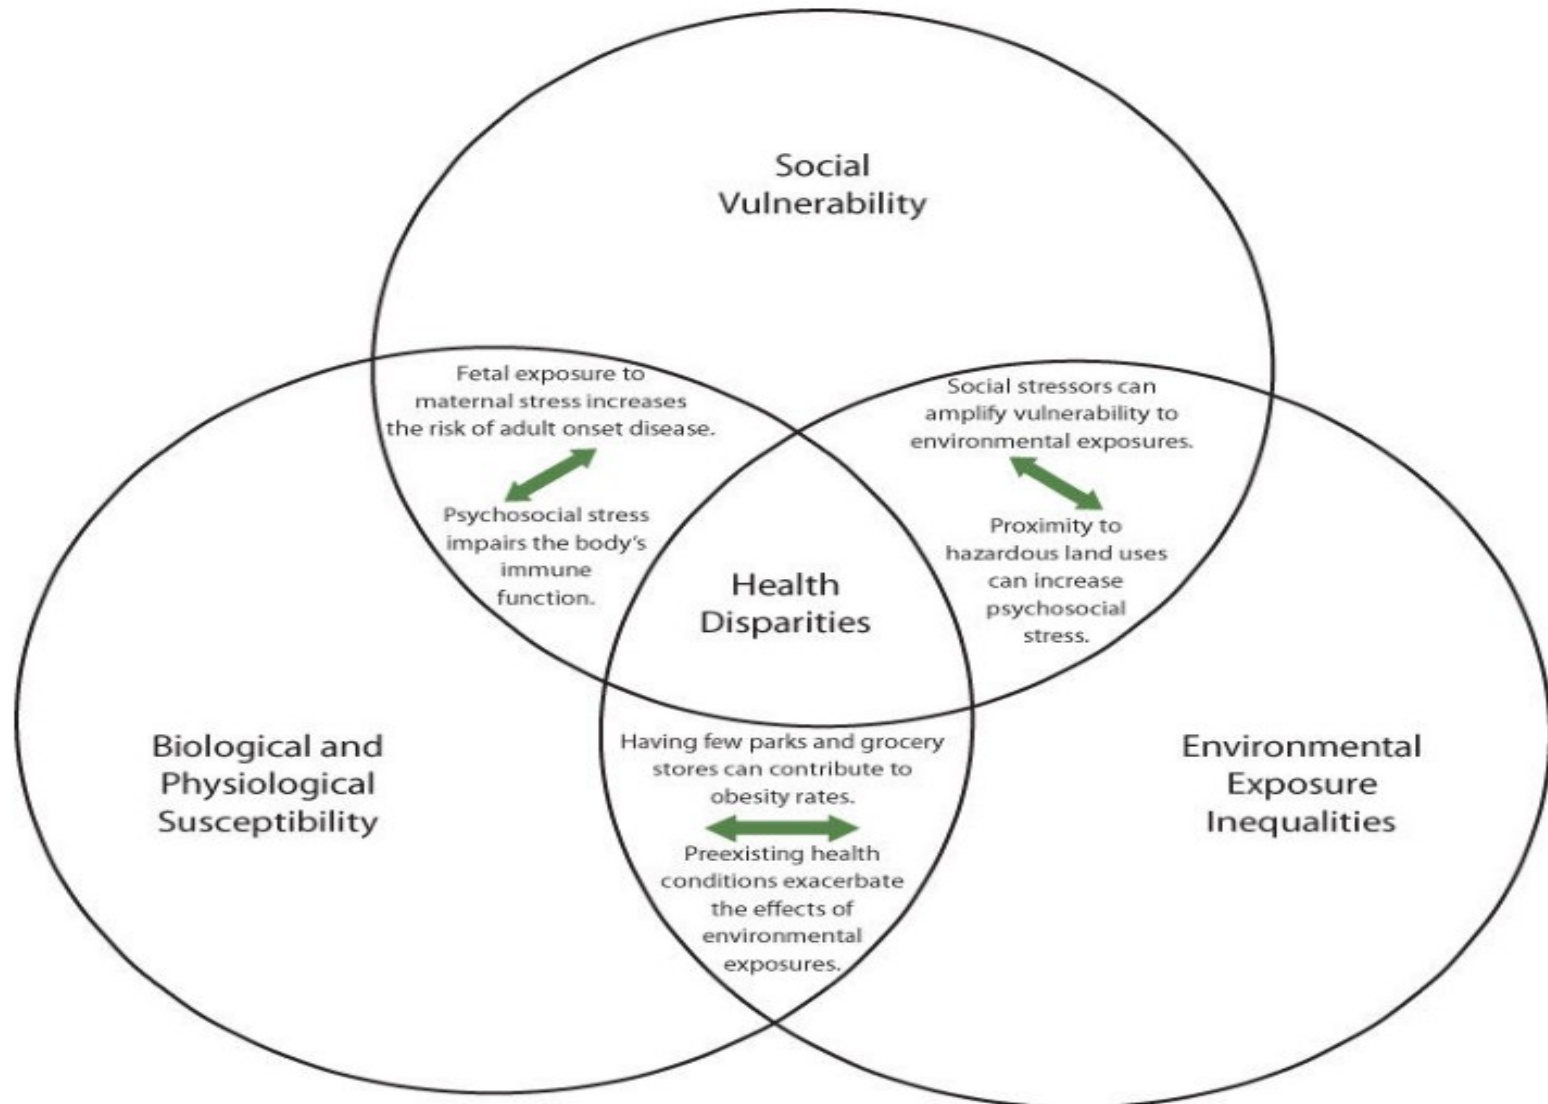 Social
Vulnerability
Fetal exposure to
maternal stress increases
the risk of adult onset disease.
Psychosocial stress
impairs the body's
immune
function.
Social stressors can
amplify vulnerability to
environmental exposures.
Proximity to
hazardous land uses
can increase
psychosocial
stress.
Health
Disparities
Biological and
Physiological
Susceptibility
Having few parks and grocery
stores can contribute to
obesity rates.
Preexisting health
conditions exacerbate
the effects of
environmental
exposures.
Environmental
Exposure
Inequalities